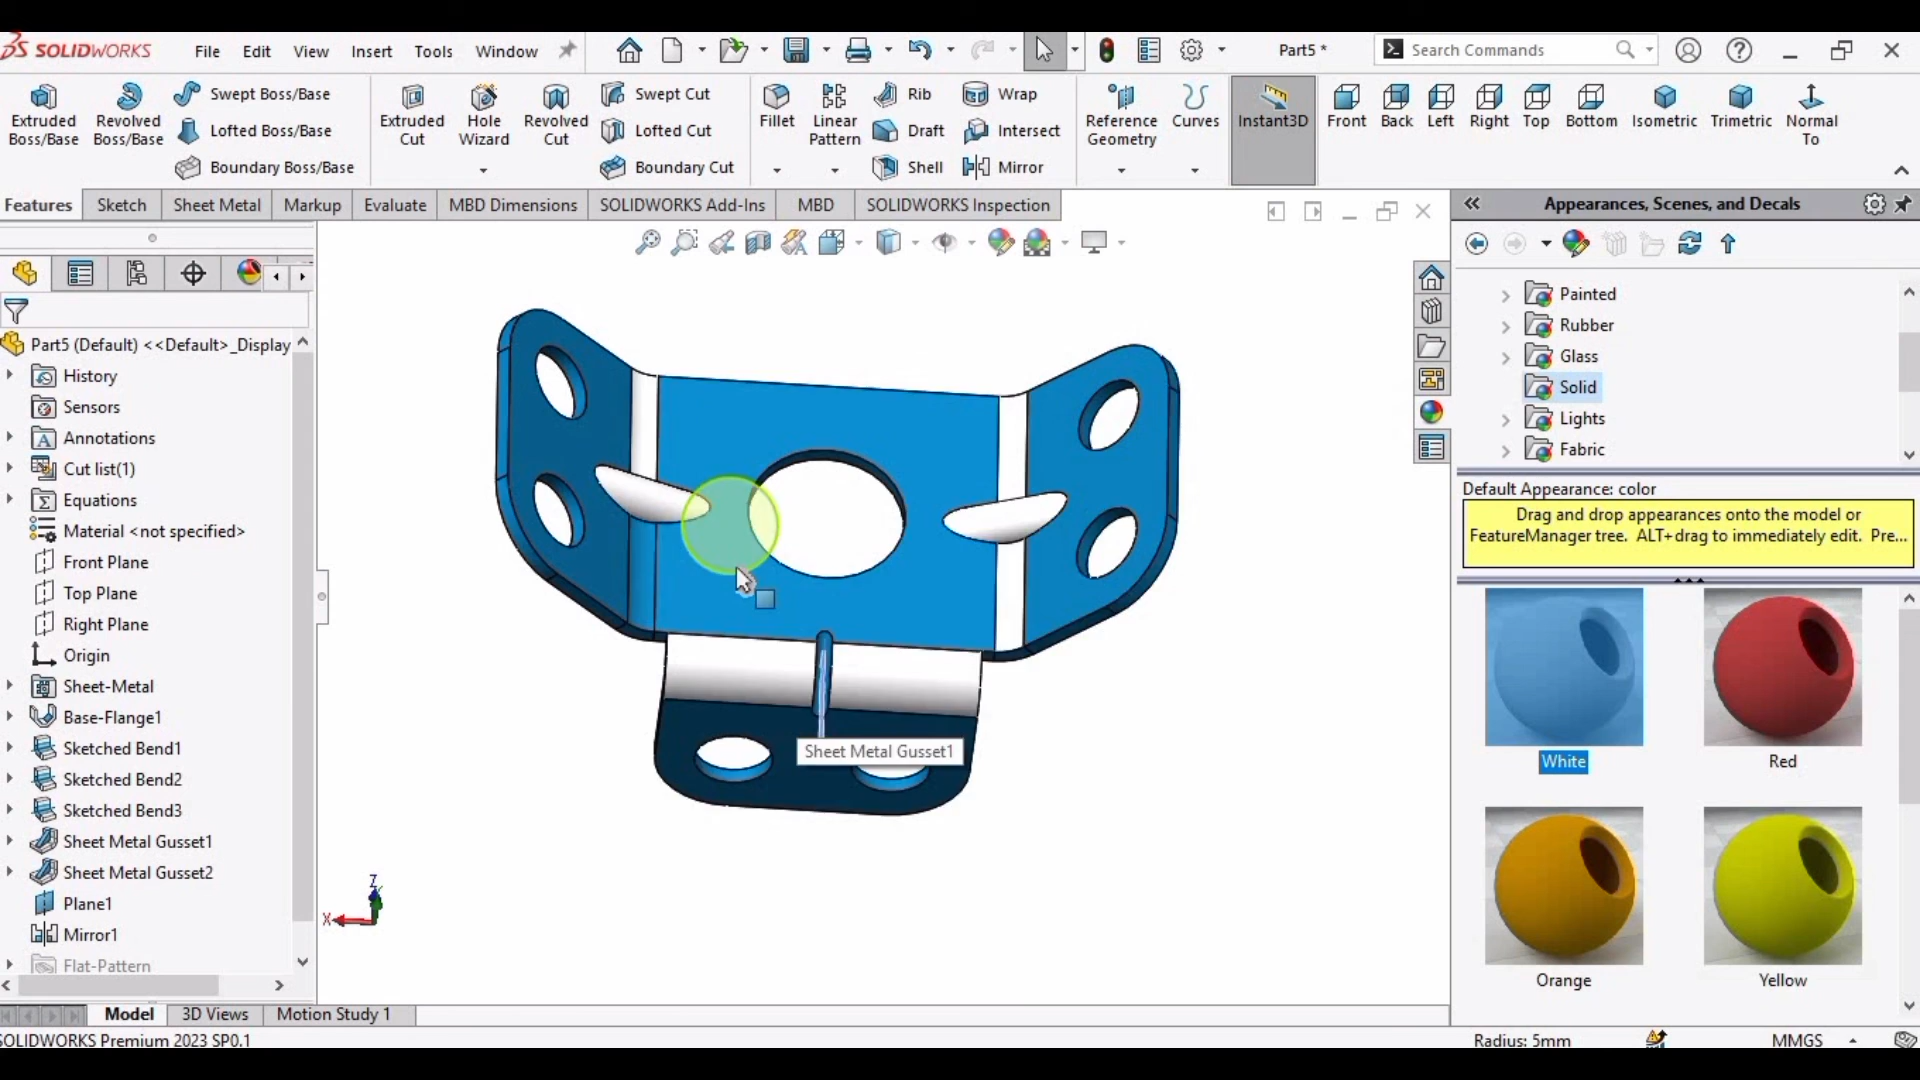 SOLIDWORKS File Edit View Insert Tools Window Part5 * Search Commands
Extruded Boss/Base
Revolved Boss/Base
Swept Boss/Base
Lofted Boss/Base
Boundary Boss/Base
Extruded Cut
Hole Wizard
Revolved Cut
Swept Cut
Lofted Cut
Boundary Cut
Fillet
Linear Pattern
Rib
Draft
Shell
Wrap
Intersect
Mirror
Reference Geometry
Curves
Instant3D
Front
Back
Left
Right
Top
Bottom
Isometric
Trimetric
Normal To
Features Sketch Sheet Metal Markup Evaluate MBD Dimensions SOLIDWORKS Add-Ins MBD SOLIDWORKS Inspection
Part5 (Default) <<Default>_Display
History
Sensors
Annotations
Cut list(1)
Equations
Material <not specified>
Front Plane
Top Plane
Right Plane
Origin
Sheet-Metal
Base-Flange1
Sketched Bend1
Sketched Bend2
Sketched Bend3
Sheet Metal Gusset1
Sheet Metal Gusset2
Plane1
Mirror1
Flat-Pattern
Sheet Metal Gusset1
Z
X
Appearances, Scenes, and Decals
Painted
Rubber
Glass
Solid
Lights
Fabric
Default Appearance: color
Drag and drop appearances onto the model or
FeatureManager tree. ALT+drag to immediately edit. Pre...
White
Red
Orange
Yellow
Model 3D Views Motion Study 1
SOLIDWORKS Premium 2023 SP0.1 Radius: 5mm MMGS